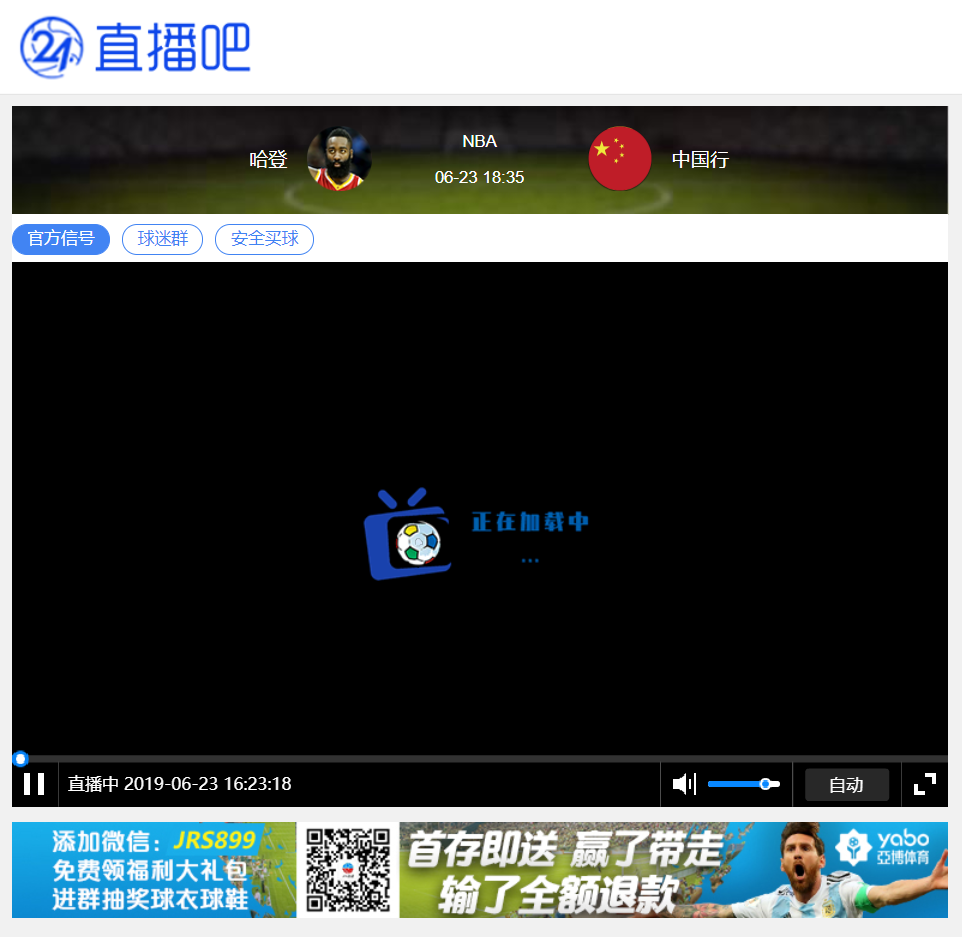 24 直播吧
哈登
NBA
06-23 18:35
中国行
官方信号 球迷群 安全买球
正在加载中
...
直播中 2019-06-23 16:23:18
自动
添加微信：JRS899
免费领福利大礼包
进群抽奖球衣球鞋
首存即送 赢了带走
输了全额退款
yabo
亞博体育